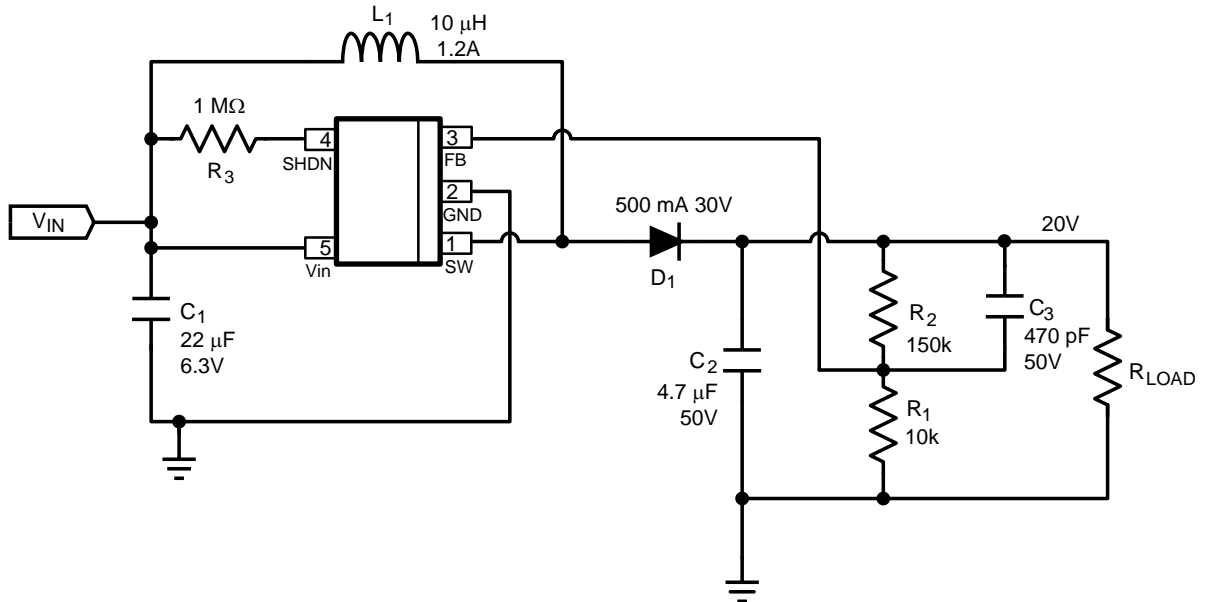 L1
10 μH
1.2A
1 MΩ
R3
4
SHDN
3
FB
2
GND
1
SW
5
Vin
VIN
C1
22 μF
6.3V
500 mA 30V
D1
20V
C2
4.7 μF
50V
R2
150k
R1
10k
C3
470 pF
50V
RLOAD